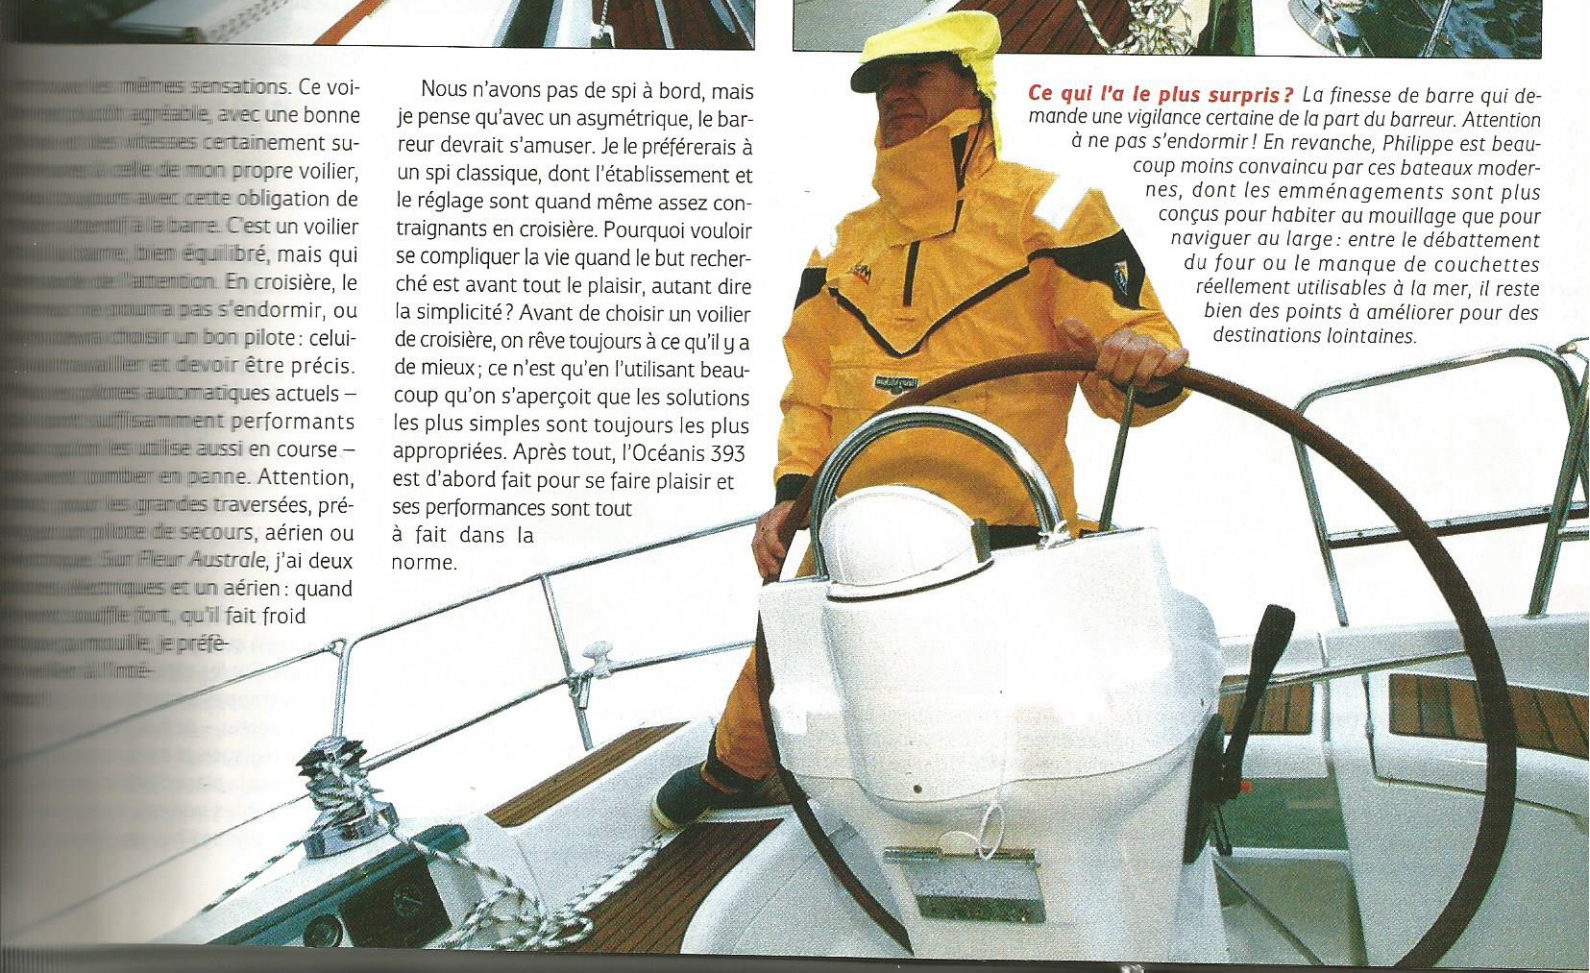 mêmes sensations. Ce voi-
agréable, avec une bonne
vitesses certainement su-
à celle de mon propre voilier,
toujours avec cette obligation de
à la barre. C'est un voilier
bien équilibré, mais qui
de l'attention. En croisière, le
ne pourra pas s'endormir, ou
choisir un bon pilote : celui-
travailler et devoir être précis.
pilotes automatiques actuels –
suffisamment performants
les utilise aussi en course –
tomber en panne. Attention,
les grandes traversées, pré-
pilote de secours, aérien ou
Sur Fleur Australe, j'ai deux
électriques et un aérien : quand
souffle fort, qu'il fait froid
mouille, je préfè-
à l'inté-
Nous n'avons pas de spi à bord, mais
je pense qu'avec un asymétrique, le bar-
reur devrait s'amuser. Je le préférerais à
un spi classique, dont l'établissement et
le réglage sont quand même assez con-
traignants en croisière. Pourquoi vouloir
se compliquer la vie quand le but recher-
ché est avant tout le plaisir, autant dire
la simplicité ? Avant de choisir un voilier
de croisière, on rêve toujours à ce qu'il y a
de mieux ; ce n'est qu'en l'utilisant beau-
coup qu'on s'aperçoit que les solutions
les plus simples sont toujours les plus
appropriées. Après tout, l'Océanis 393
est d'abord fait pour se faire plaisir et
ses performances sont tout
à fait dans la
norme.
Ce qui l'a le plus surpris ? La finesse de barre qui de-
mande une vigilance certaine de la part du barreur. Attention
à ne pas s'endormir ! En revanche, Philippe est beau-
coup moins convaincu par ces bateaux moder-
nes, dont les emménagements sont plus
conçus pour habiter au mouillage que pour
naviguer au large : entre le débattement
du four ou le manque de couchettes
réellement utilisables à la mer, il reste
bien des points à améliorer pour des
destinations lointaines.